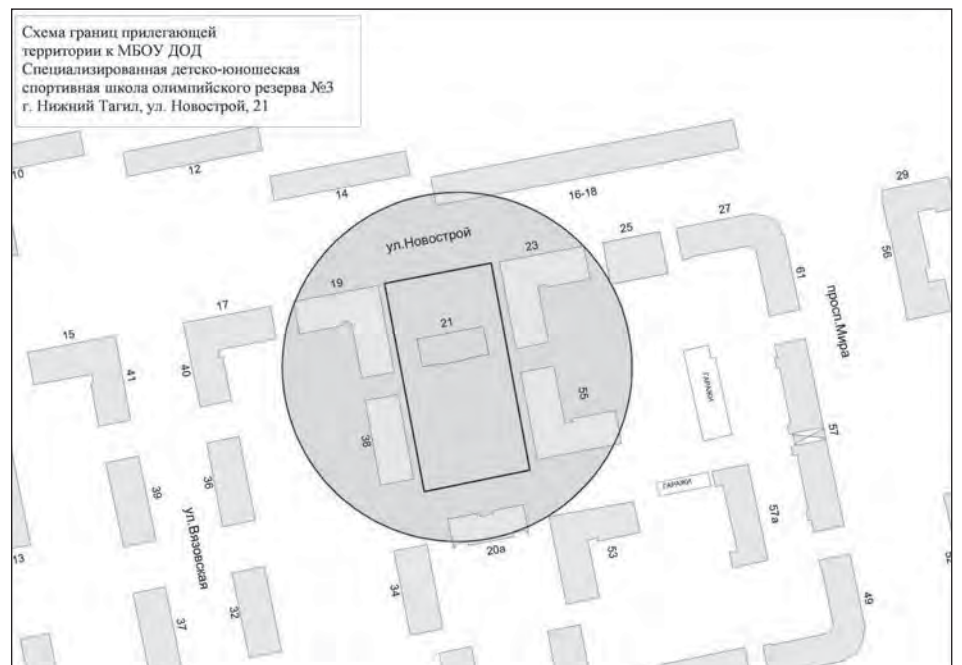 Схема границ прилегающей
территории к МБОУ ДОД
Специализированная детско-юношеская
спортивная школа олимпийского резерва №3
г. Нижний Тагил, ул. Новострой, 21
10
12
14
16-18
29
ул.Новострой
23
25
27
56
19
61
17
просп.Мира
21
15
41
40
ГАРАЖИ
55
57
38
39
36
ГАРАЖИ
57а
ул.Вязовская
13
20а
53
52
34
32
37
49